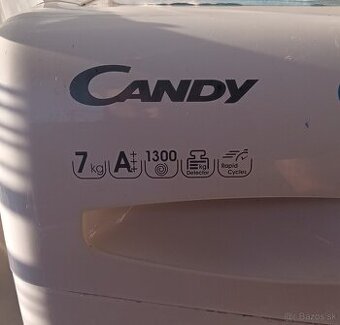 CANDY
7 kg A+++ 1300 kg Detector Rapid Cycles
Bazos.sk